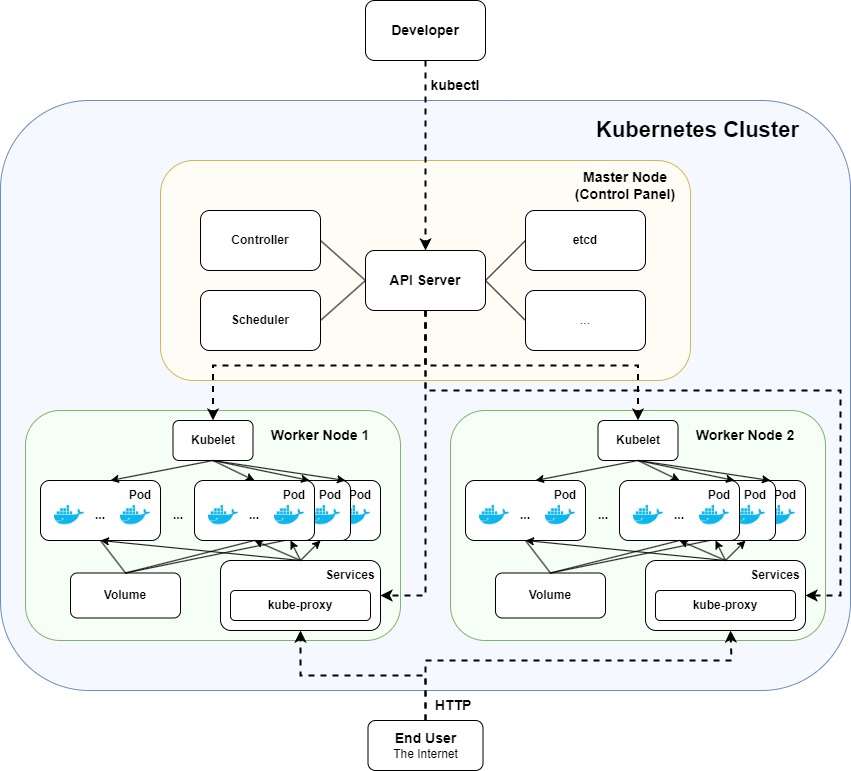 Developer
kubectl
Kubernetes Cluster
Master Node
(Control Panel)
Controller
etcd
API Server
Scheduler
...
Kubelet
Worker Node 1
Pod
Pod
Pod
Pod
...
...
...
Volume
Services
kube-proxy
Kubelet
Worker Node 2
Pod
Pod
Pod
Pod
...
...
...
Volume
Services
kube-proxy
HTTP
End User
The Internet